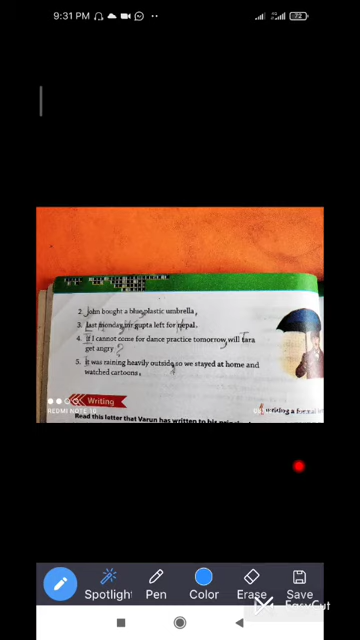 9:31 PM
72
2. john bought a blue,plastic umbrella,
3. last monday,mr gupta left for nepal.
4. if I cannot come for dance practice tomorrow, will tara
get angry ?
5. it was raining heavily outside,so we stayed at home and
watched cartoons.
Writing
REDMI NOTE
Read this letter that Varun has written to his
writing a formal
Spotlight
Pen
Color
Erase
Save
EasyCut